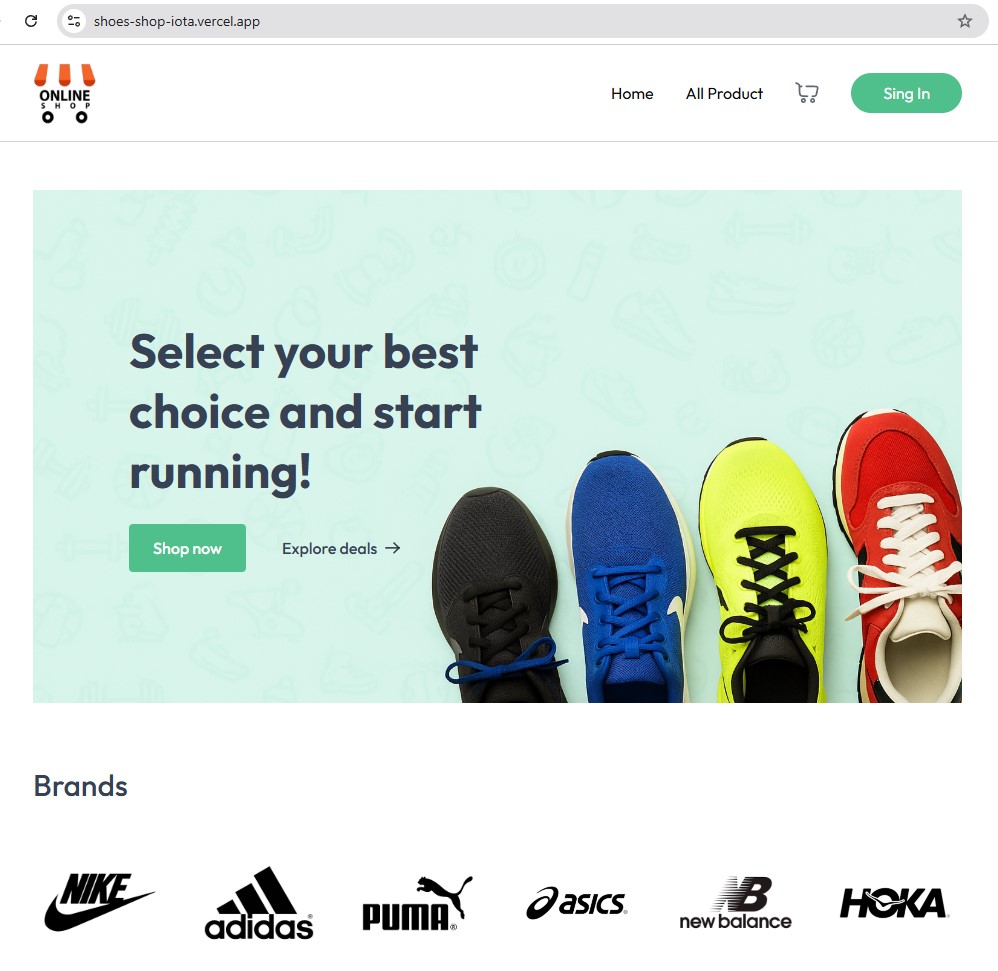 shoes-shop-iota.vercel.app
ONLINE
SHOP
Home All Product Sing In
Select your best
choice and start
running!
Shop now Explore deals →
Brands
NIKE adidas® PUMA® asics® new balance HOKA®